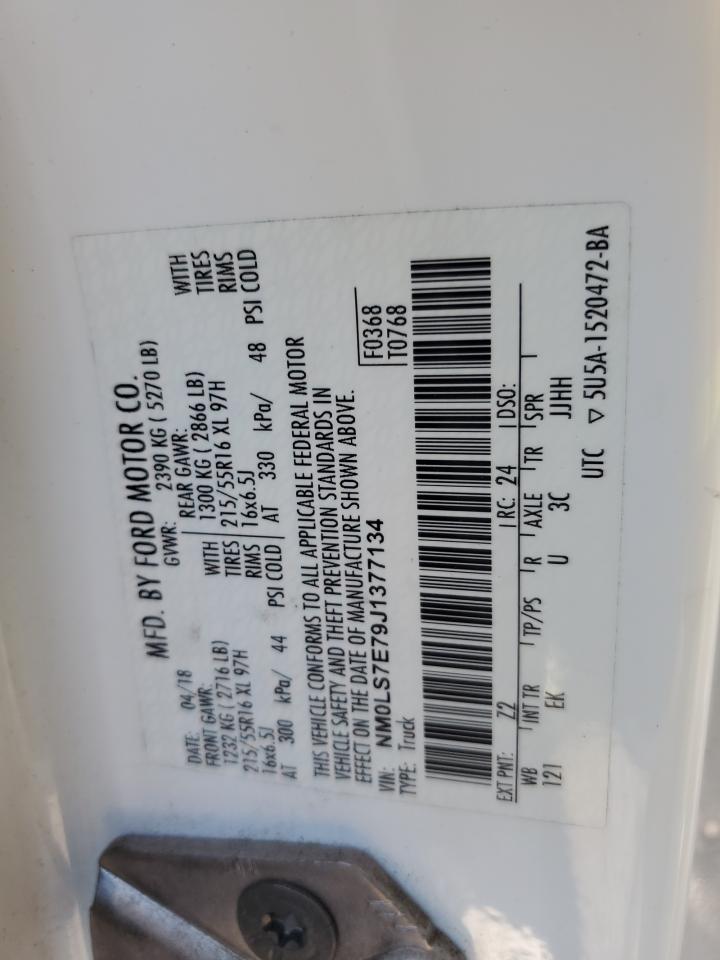 MFD. BY FORD MOTOR CO.
DATE: 04/18 GVWR: 2390 KG ( 5270 LB)
FRONT GAWR: REAR GAWR:
1232 KG ( 2716 LB) WITH 1300 KG ( 2866 LB) WITH
215/55R16 XL 97H TIRES 215/55R16 XL 97H TIRES
16x6.5J RIMS 16x6.5J RIMS
AT 300 kPa/ 44 PSI COLD AT 330 kPa/ 48 PSI COLD
THIS VEHICLE CONFORMS TO ALL APPLICABLE FEDERAL MOTOR
VEHICLE SAFETY AND THEFT PREVENTION STANDARDS IN
EFFECT ON THE DATE OF MANUFACTURE SHOWN ABOVE.
VIN: NM0LS7E79J1377134 F0368
TYPE: Truck T0768
EXT PNT: Z2 RC: 24 DSO:
WB INT TR TP/PS R AXLE TR SPR
121 EK U 3C JJHH
UTC ▽ 5U5A-1520472-BA